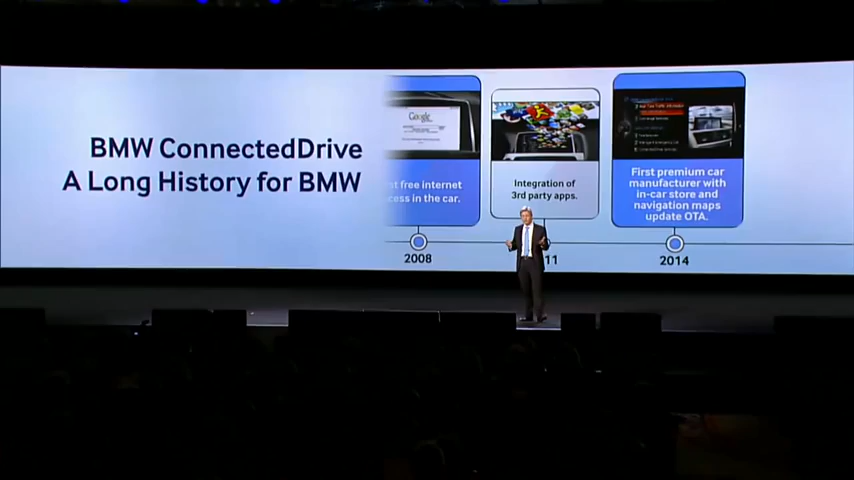 BMW ConnectedDrive
A Long History for BMW
Google
free internet
in the car.
2008
Integration of
3rd party apps.
11
First premium car
manufacturer with
in-car store and
navigation maps
update OTA.
2014